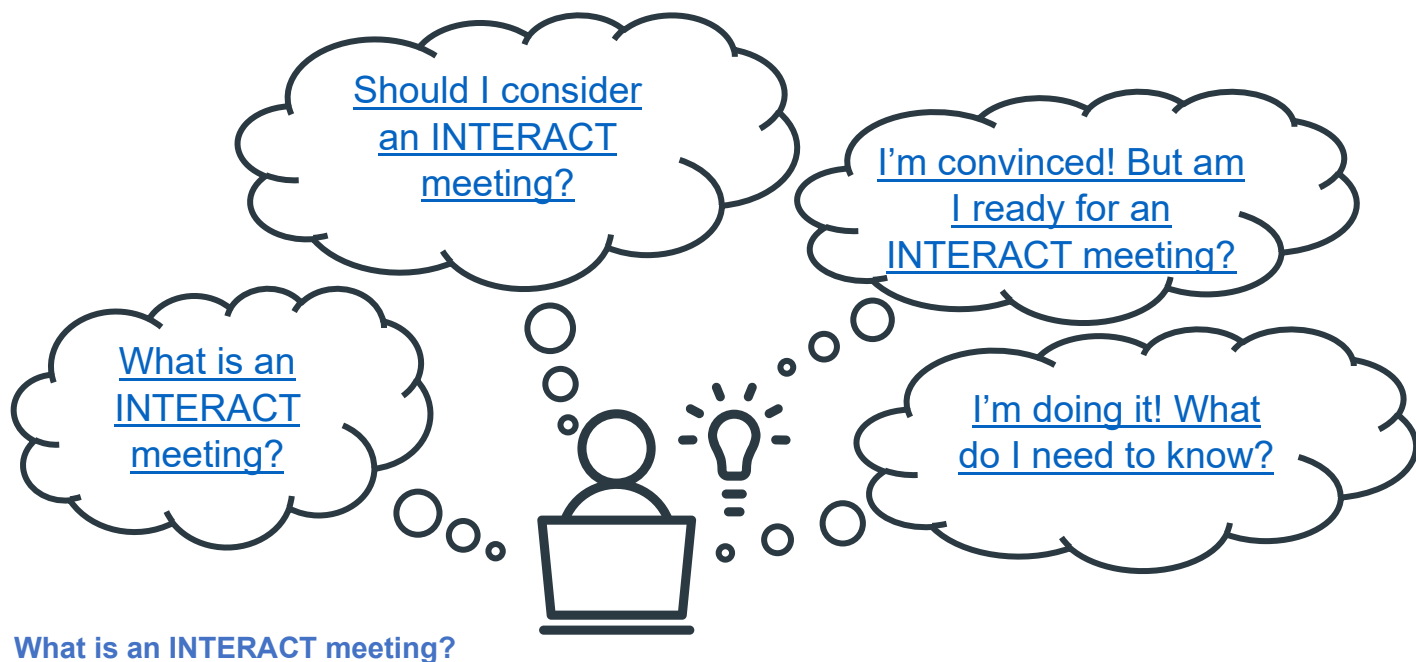 Should I consider
an INTERACT
meeting?
I’m convinced! But am
I ready for an
INTERACT meeting?
What is an
INTERACT
meeting?
I’m doing it! What
do I need to know?
What is an INTERACT meeting?